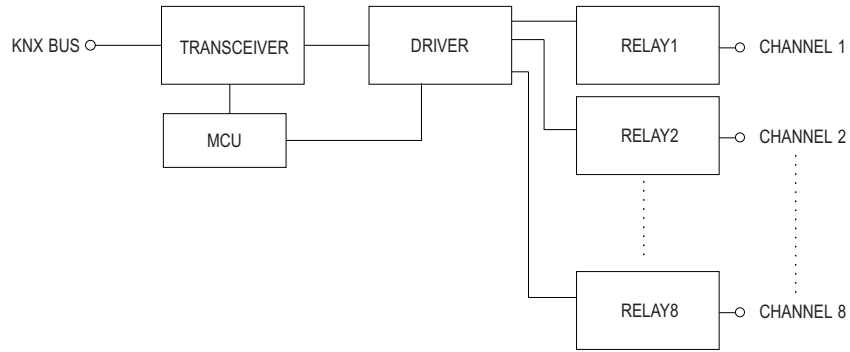 KNX BUS
TRANSCEIVER
DRIVER
RELAY1
CHANNEL 1
MCU
RELAY2
CHANNEL 2
RELAY8
CHANNEL 8